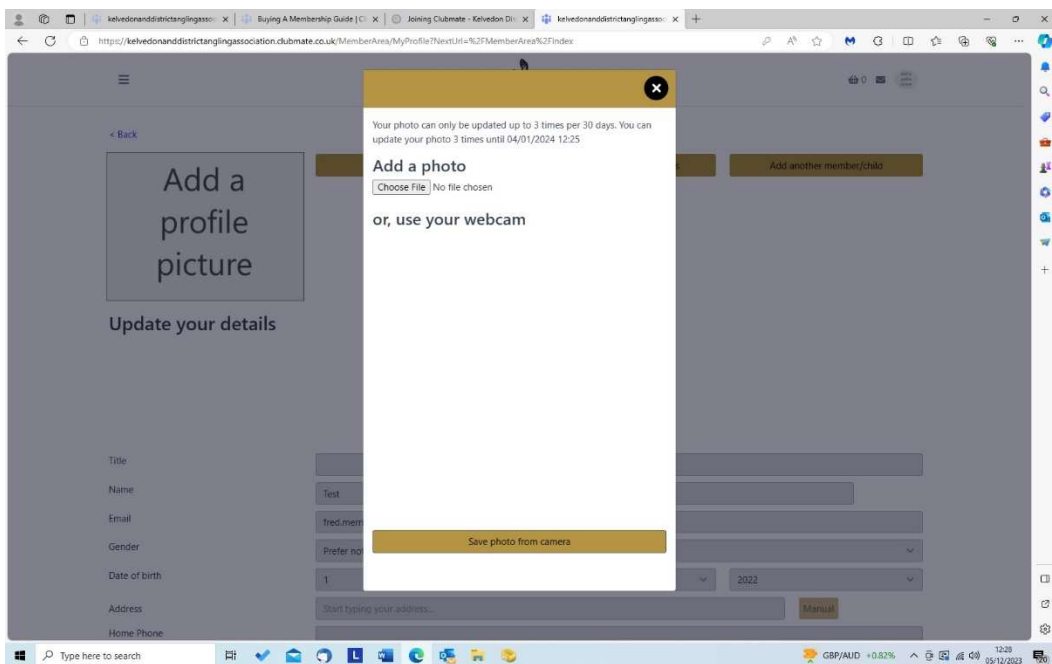 kelvedonanddistrictanglingassoc
Buying A Membership Guide | C
Joining Clubmate - Kelvedon Dis
kelvedonanddistrictanglingassoc
https://kelvedonanddistrictanglingassociation.clubmate.co.uk/MemberArea/MyProfile?NextUrl=%2FMemberArea%2FIndex
0
< Back
Your photo can only be updated up to 3 times per 30 days. You can
update your photo 3 times until 04/01/2024 12:25
Add a photo
Choose File No file chosen
or, use your webcam
Add another member/child
Add a
profile
picture
Update your details
Title
Name
Test
Email
fred.merr
Gender
Prefer not
Date of birth
1
2022
Save photo from camera
Address
Start typing your address...
Manual
Home Phone
Type here to search
GBP/AUD +0.82%
12:28
05/12/2023